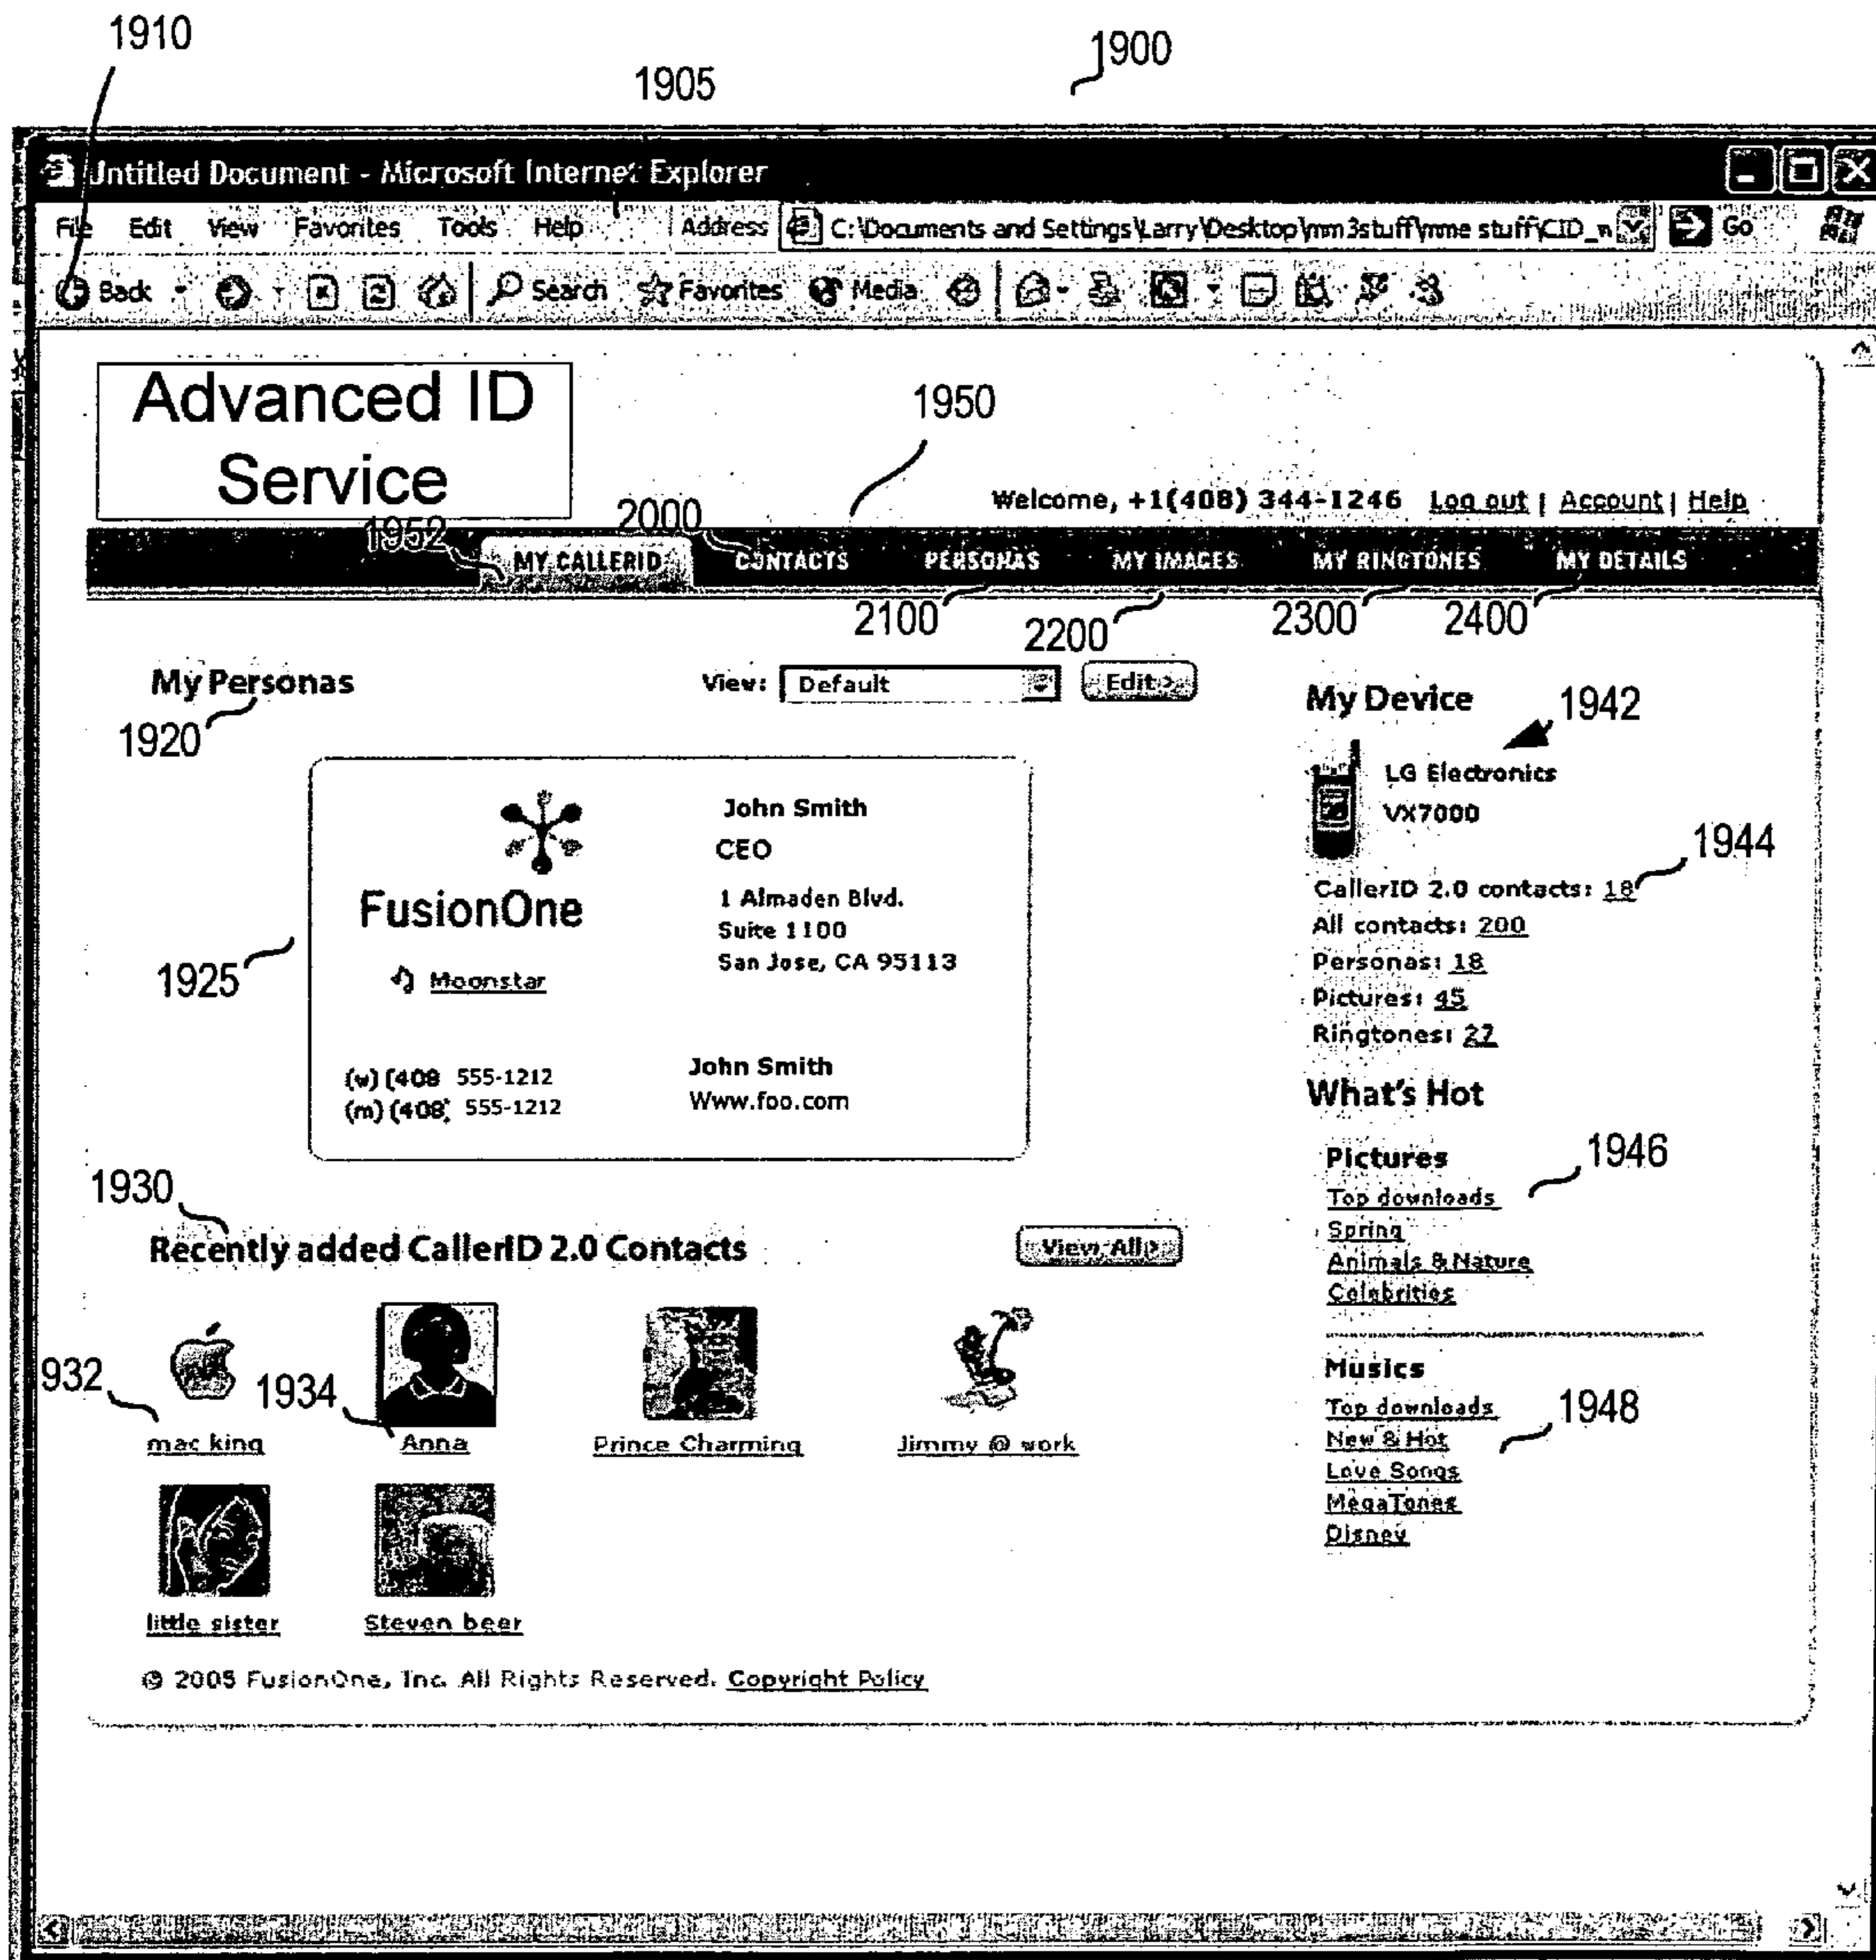 1910
1900
1905
Untitled Document - Microsoft Internet Explorer
File Edit View Favorites Tools Help Address C:\Documents and Settings\Larry\Desktop\mm3stuff\mme stuff\CID_n Go
Back Search Favorites Media
Advanced ID
Service
1950
Welcome, +1(408) 344-1246 Log out | Account | Help
1952 2000
MY CALLERID CONTACTS PERSONAS MY IMAGES MY RINGTONES MY DETAILS
2100 2200 2300 2400
My Personas View: Default Edit >
1920
John Smith
CEO
FusionOne
1 Almaden Blvd.
Suite 1100
San Jose, CA 95113
Moonstar
1925
(w) (408 555-1212
(m) (408) 555-1212
John Smith
Www.foo.com
My Device
1942
LG Electronics
VX7000
1944
CallerID 2.0 contacts: 18
All contacts: 200
Personas: 18
Pictures: 45
Ringtones: 27
What's Hot
Pictures
1946
Top downloads
Spring
Animals & Nature
Celebrities
Musics
Top downloads
1948
New & Hot
Love Songs
MegaTones
Disney
1930
Recently added CallerID 2.0 Contacts View All >
932 1934
mac king Anna Prince Charming Jimmy @ work
little sister Steven beer
© 2005 FusionOne, Inc. All Rights Reserved. Copyright Policy